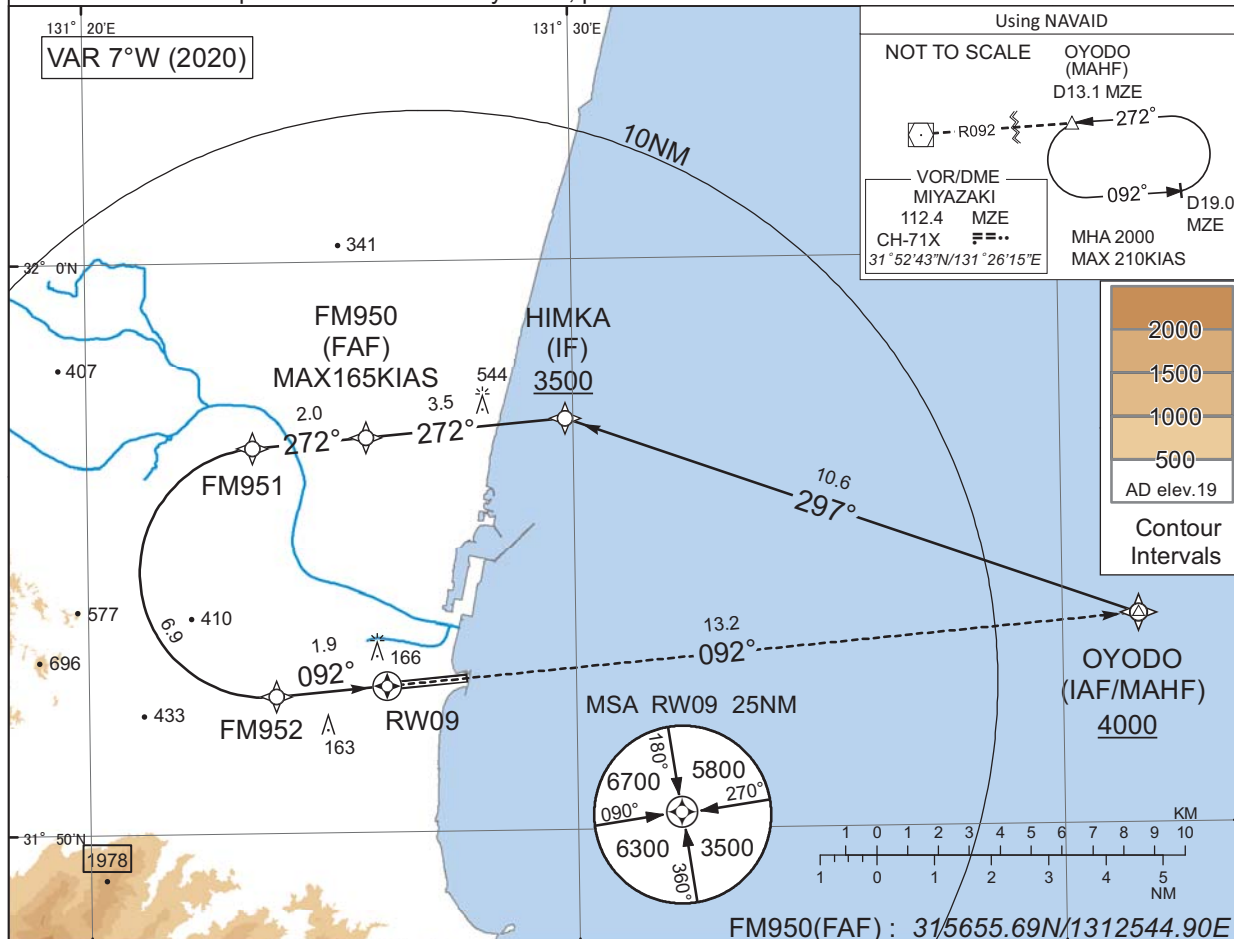 131° 20'E
131° 30'E
VAR 7°W (2020)
Using NAVAID
NOT TO SCALE
OYODO
(MAHF)
D13.1 MZE
272°
R092
092°
D19.0
MZE
VOR/DME
MIYAZAKI
112.4 MZE
CH-71X
31°52'43"N/131°26'15"E
MHA 2000
MAX 210KIAS
10NM
341
32° 0'N
407
FM950
(FAF)
MAX165KIAS
HIMKA
(IF)
3500
544
2.0
272°
3.5
272°
FM951
10.6
297°
2000
1500
1000
500
AD elev.19
Contour
Intervals
577
410
6.9
696
433
1.9
092°
166
FM952
163
RW09
13.2
092°
OYODO
(IAF/MAHF)
4000
MSA RW09 25NM
180°
6700
5800
090°
270°
6300
3500
360°
31° 50'N
1978
KM
1 0 1 2 3 4 5 6 7 8 9 10
1 0 1 2 3 4 5
NM
FM950(FAF) : 315655.69N/1312544.90E